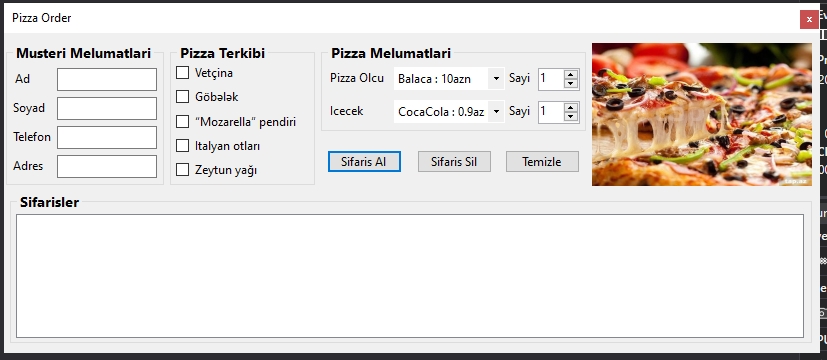 Pizza Order
x
Musteri Melumatlari
Ad
Soyad
Telefon
Adres
Pizza Terkibi
Vetçina
Göbələk
“Mozarella” pendiri
Italyan otları
Zeytun yağı
Pizza Melumatlari
Pizza Olcu
Balaca : 10azn
Sayi
1
Icecek
CocaCola : 0.9az
Sayi
1
Sifaris Al
Sifaris Sil
Temizle
Sifarisler